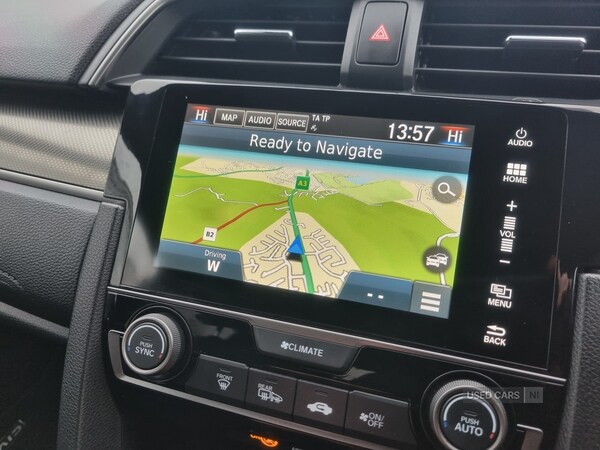 Hi MAP AUDIO SOURCE TA TP 13:57 Hi
Ready to Navigate
A3
B2
Driving
W
--
AUDIO
HOME
+
VOL
−
MENU
BACK
PUSH
SYNC
CLIMATE
FRONT
REAR
ON
/OFF
PUSH
AUTO
USED CARS NI